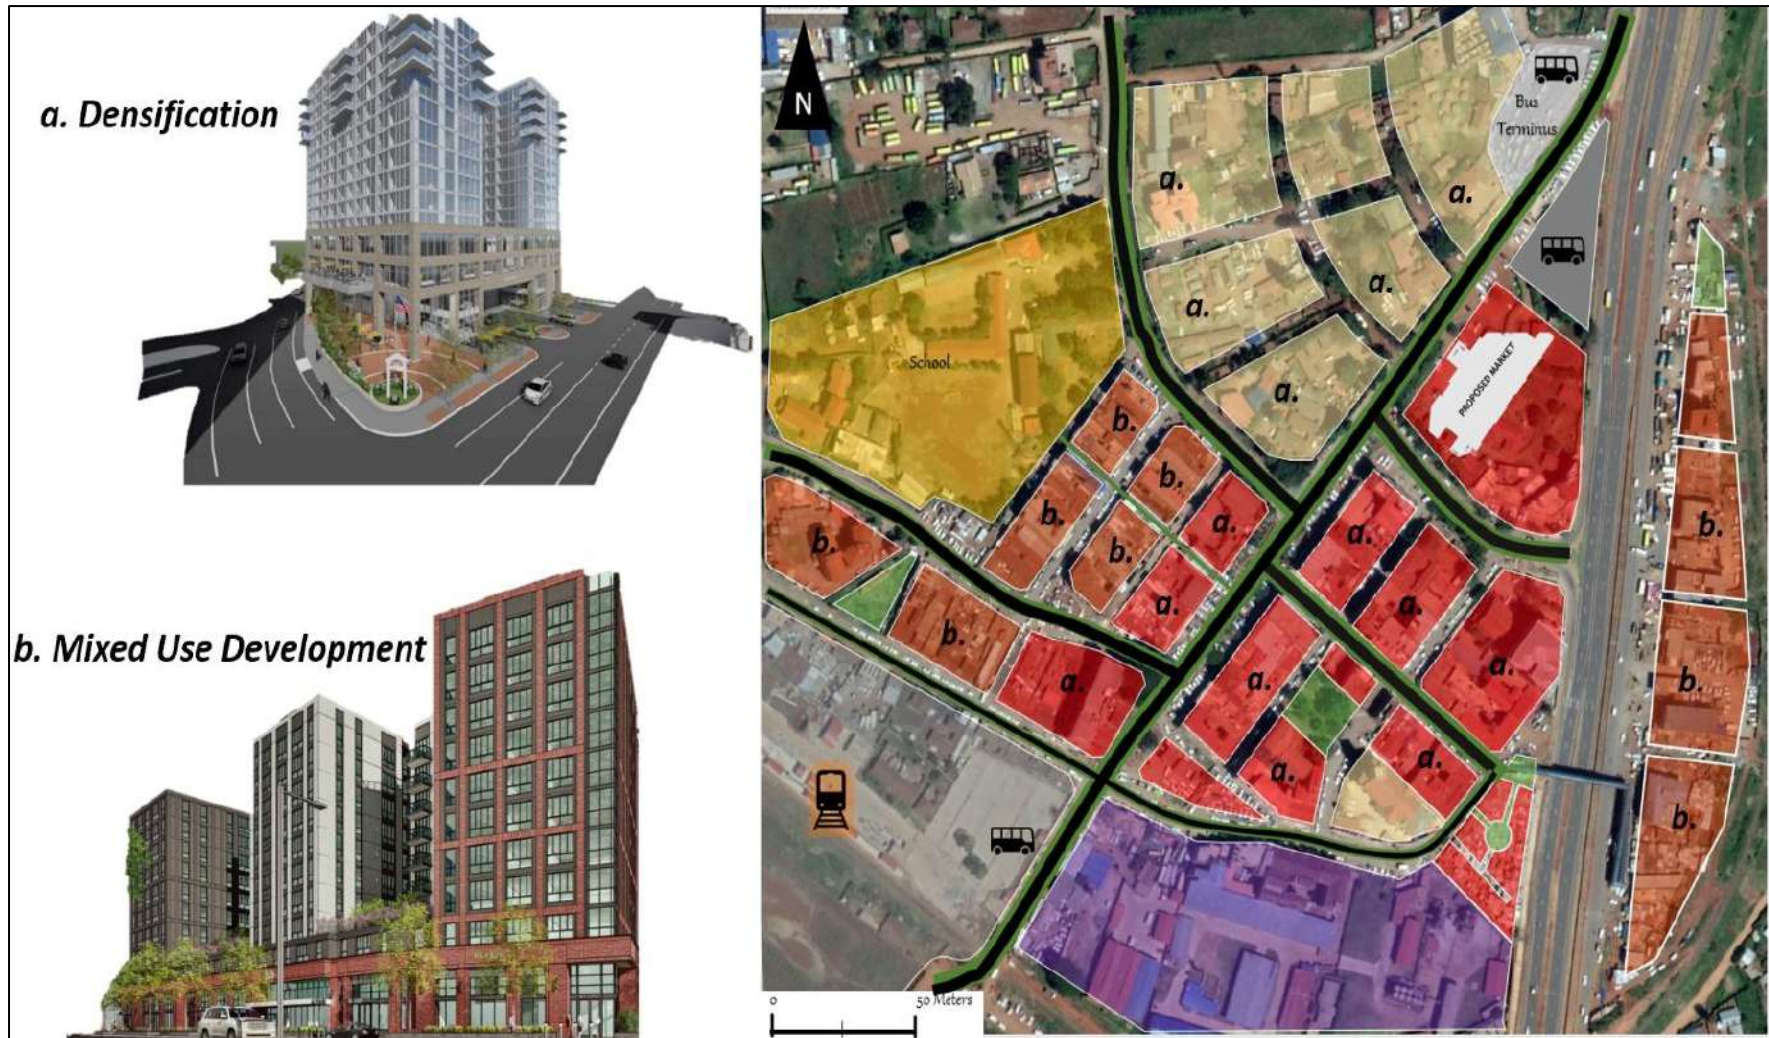 a. Densification
b. Mixed Use Development
N
Bus
Terminus
a.
a.
a.
a.
School
PROPOSED MARKET
a.
b.
b.
b.
a.
a.
b.
b.
b.
a.
a.
b.
a.
a.
a.
b.
a.
a.
b.
0
50 Meters